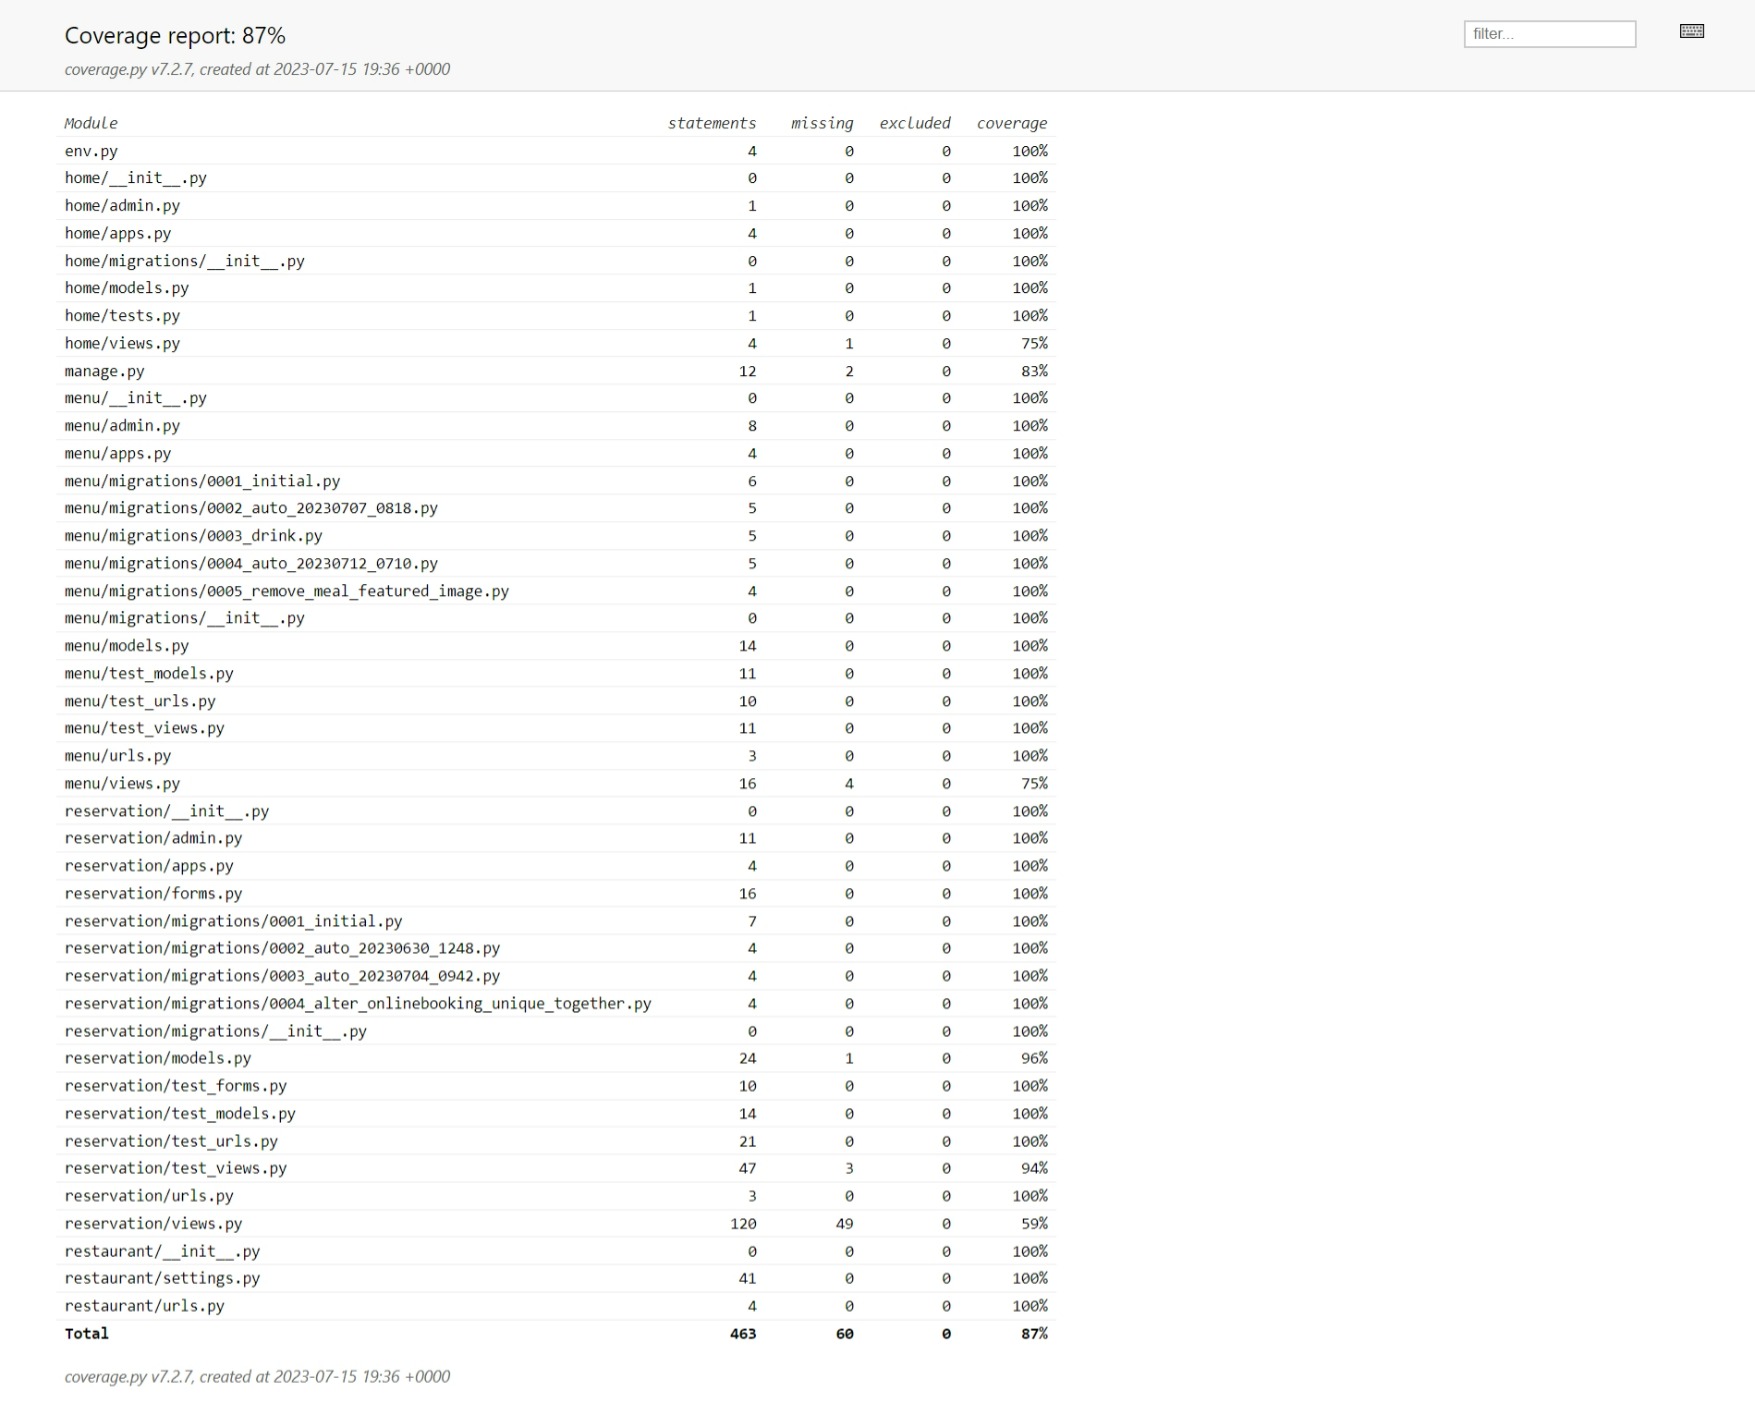 Coverage report: 87%
filter...
coverage.py v7.2.7, created at 2023-07-15 19:36 +0000
Module statements missing excluded coverage
env.py 4 0 0 100%
home/__init__.py 0 0 0 100%
home/admin.py 1 0 0 100%
home/apps.py 4 0 0 100%
home/migrations/__init__.py 0 0 0 100%
home/models.py 1 0 0 100%
home/tests.py 1 0 0 100%
home/views.py 4 1 0 75%
manage.py 12 2 0 83%
menu/__init__.py 0 0 0 100%
menu/admin.py 8 0 0 100%
menu/apps.py 4 0 0 100%
menu/migrations/0001_initial.py 6 0 0 100%
menu/migrations/0002_auto_20230707_0818.py 5 0 0 100%
menu/migrations/0003_drink.py 5 0 0 100%
menu/migrations/0004_auto_20230712_0710.py 5 0 0 100%
menu/migrations/0005_remove_meal_featured_image.py 4 0 0 100%
menu/migrations/__init__.py 0 0 0 100%
menu/models.py 14 0 0 100%
menu/test_models.py 11 0 0 100%
menu/test_urls.py 10 0 0 100%
menu/test_views.py 11 0 0 100%
menu/urls.py 3 0 0 100%
menu/views.py 16 4 0 75%
reservation/__init__.py 0 0 0 100%
reservation/admin.py 11 0 0 100%
reservation/apps.py 4 0 0 100%
reservation/forms.py 16 0 0 100%
reservation/migrations/0001_initial.py 7 0 0 100%
reservation/migrations/0002_auto_20230630_1248.py 4 0 0 100%
reservation/migrations/0003_auto_20230704_0942.py 4 0 0 100%
reservation/migrations/0004_alter_onlinebooking_unique_together.py 4 0 0 100%
reservation/migrations/__init__.py 0 0 0 100%
reservation/models.py 24 1 0 96%
reservation/test_forms.py 10 0 0 100%
reservation/test_models.py 14 0 0 100%
reservation/test_urls.py 21 0 0 100%
reservation/test_views.py 47 3 0 94%
reservation/urls.py 3 0 0 100%
reservation/views.py 120 49 0 59%
restaurant/__init__.py 0 0 0 100%
restaurant/settings.py 41 0 0 100%
restaurant/urls.py 4 0 0 100%
Total 463 60 0 87%
coverage.py v7.2.7, created at 2023-07-15 19:36 +0000